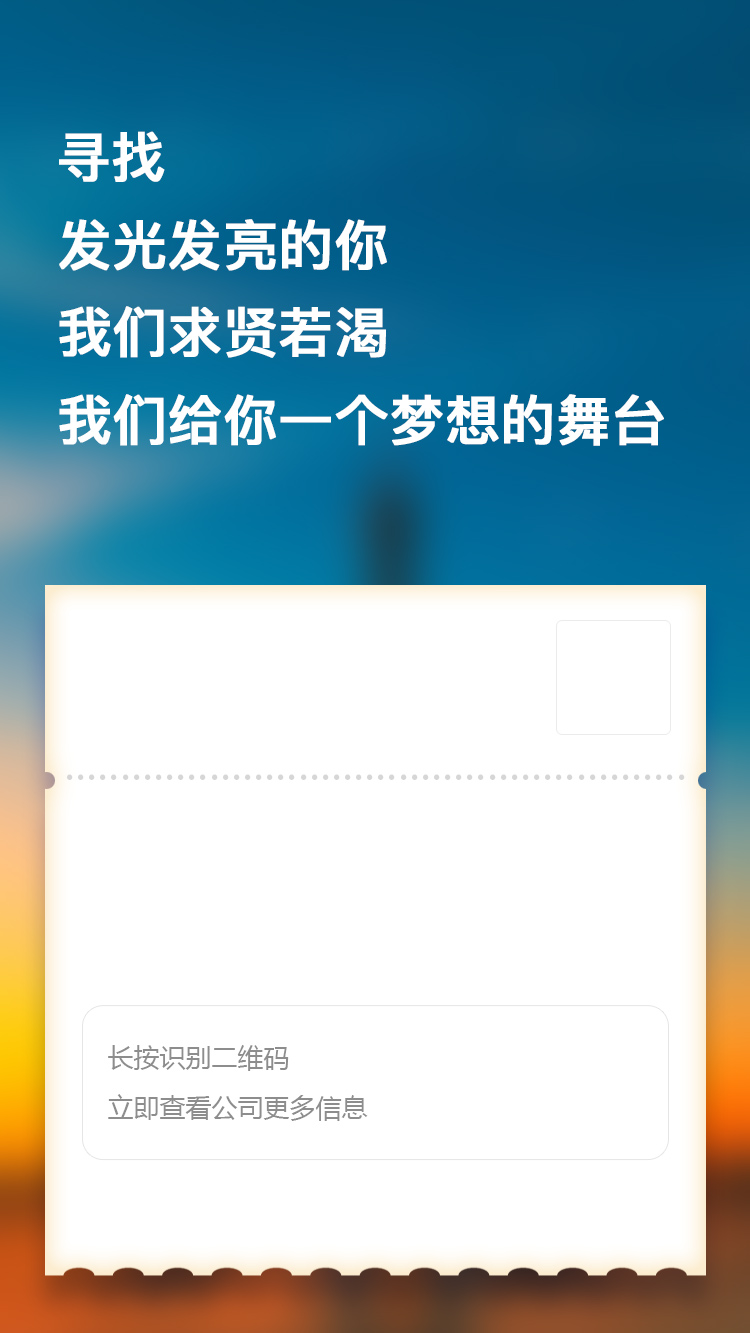 寻找
发光发亮的你
我们求贤若渴
我们给你一个梦想的舞台
长按识别二维码
立即查看公司更多信息